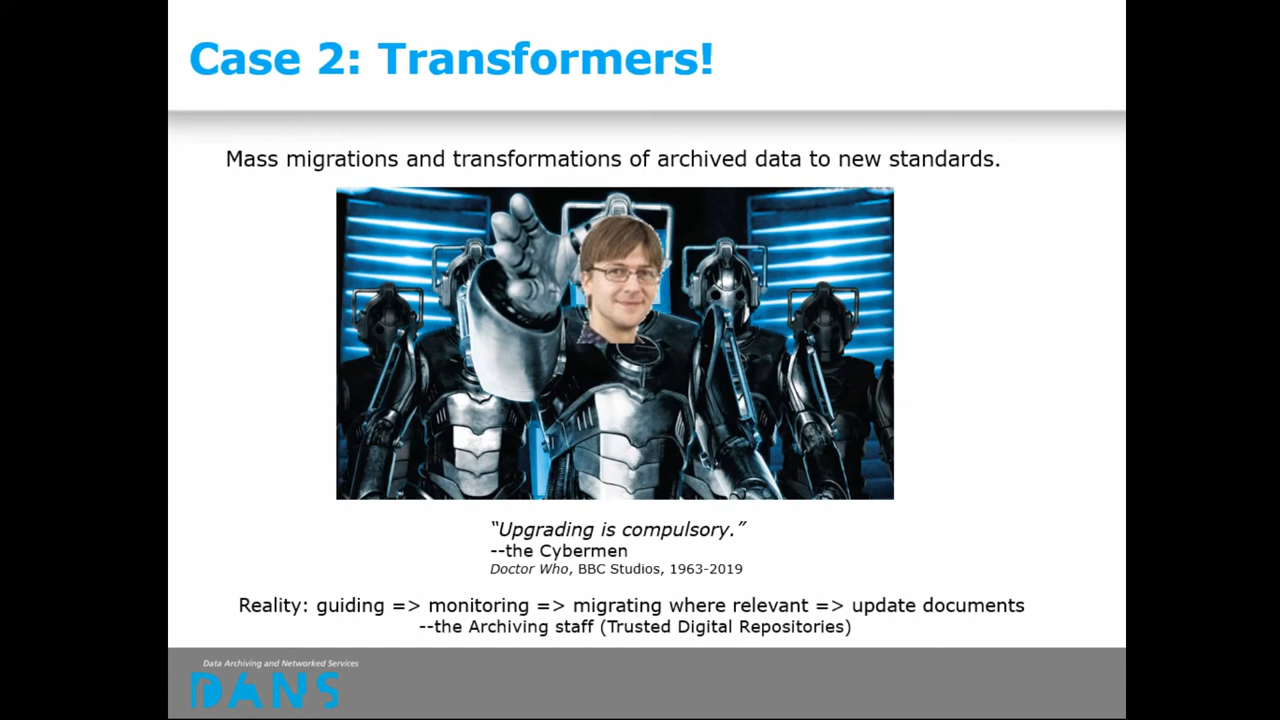 Case 2: Transformers!
Mass migrations and transformations of archived data to new standards.
“Upgrading is compulsory.”
--the Cybermen
Doctor Who, BBC Studios, 1963-2019
Reality: guiding => monitoring => migrating where relevant => update documents
--the Archiving staff (Trusted Digital Repositories)
Data Archiving and Networked Services
DANS